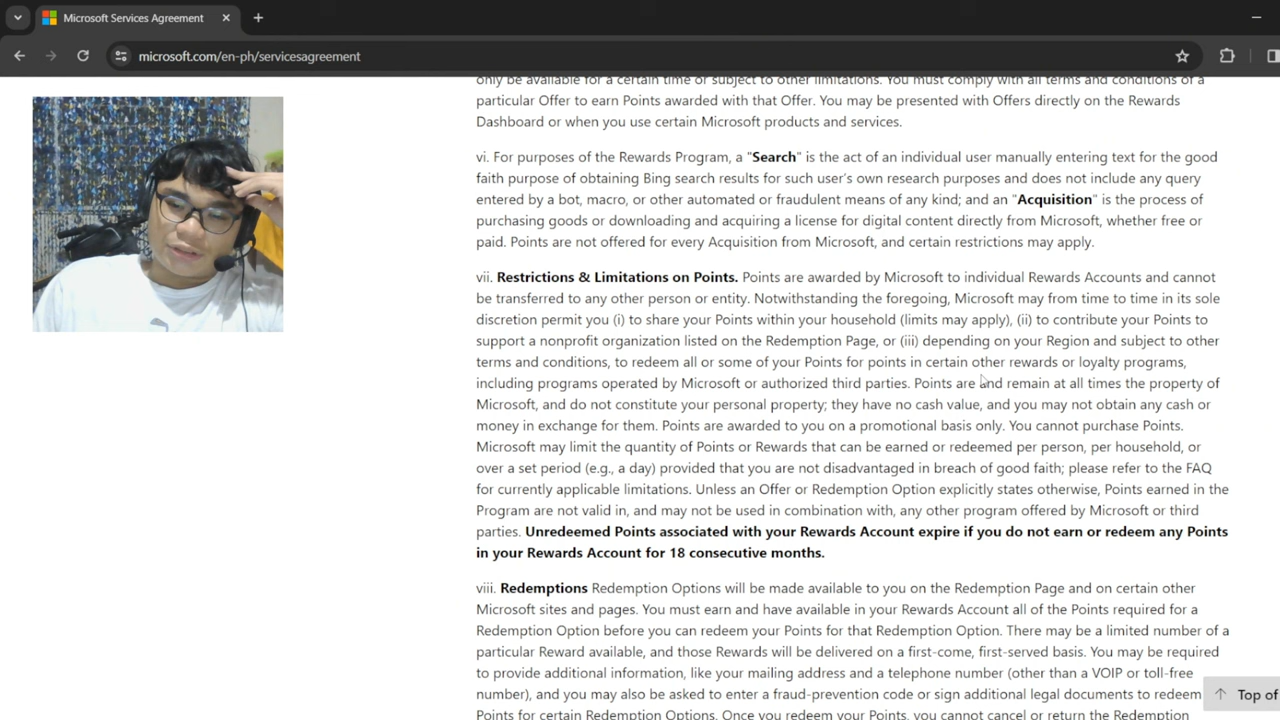 Microsoft Services Agreement
microsoft.com/en-ph/servicesagreement
only be available for a certain time or subject to other limitations. You must comply with all terms and conditions of a
particular Offer to earn Points awarded with that Offer. You may be presented with Offers directly on the Rewards
Dashboard or when you use certain Microsoft products and services.
vi. For purposes of the Rewards Program, a "Search" is the act of an individual user manually entering text for the good
faith purpose of obtaining Bing search results for such user's own research purposes and does not include any query
entered by a bot, macro, or other automated or fraudulent means of any kind; and an "Acquisition" is the process of
purchasing goods or downloading and acquiring a license for digital content directly from Microsoft, whether free or
paid. Points are not offered for every Acquisition from Microsoft, and certain restrictions may apply.
vii. Restrictions & Limitations on Points. Points are awarded by Microsoft to individual Rewards Accounts and cannot
be transferred to any other person or entity. Notwithstanding the foregoing, Microsoft may from time to time in its sole
discretion permit you (i) to share your Points within your household (limits may apply), (ii) to contribute your Points to
support a nonprofit organization listed on the Redemption Page, or (iii) depending on your Region and subject to other
terms and conditions, to redeem all or some of your Points for points in certain other rewards or loyalty programs,
including programs operated by Microsoft or authorized third parties. Points are and remain at all times the property of
Microsoft, and do not constitute your personal property; they have no cash value, and you may not obtain any cash or
money in exchange for them. Points are awarded to you on a promotional basis only. You cannot purchase Points.
Microsoft may limit the quantity of Points or Rewards that can be earned or redeemed per person, per household, or
over a set period (e.g., a day) provided that you are not disadvantaged in breach of good faith; please refer to the FAQ
for currently applicable limitations. Unless an Offer or Redemption Option explicitly states otherwise, Points earned in the
Program are not valid in, and may not be used in combination with, any other program offered by Microsoft or third
parties. Unredeemed Points associated with your Rewards Account expire if you do not earn or redeem any Points
in your Rewards Account for 18 consecutive months.
viii. Redemptions Redemption Options will be made available to you on the Redemption Page and on certain other
Microsoft sites and pages. You must earn and have available in your Rewards Account all of the Points required for a
Redemption Option before you can redeem your Points for that Redemption Option. There may be a limited number of a
particular Reward available, and those Rewards will be delivered on a first-come, first-served basis. You may be required
to provide additional information, like your mailing address and a telephone number (other than a VOIP or toll-free
number), and you may also be asked to enter a fraud-prevention code or sign additional legal documents to redeem
Points for certain Redemption Options. Once you redeem your Points, you cannot cancel or return the Redemption
Top of